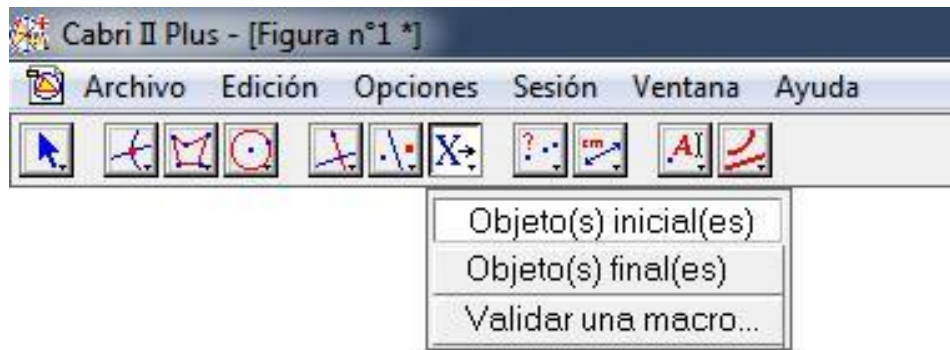 Cabri II Plus - [Figura n°1 *]
Archivo Edición Opciones Sesión Ventana Ayuda
X ? cm A
Objeto(s) inicial(es)
Objeto(s) final(es)
Validar una macro...